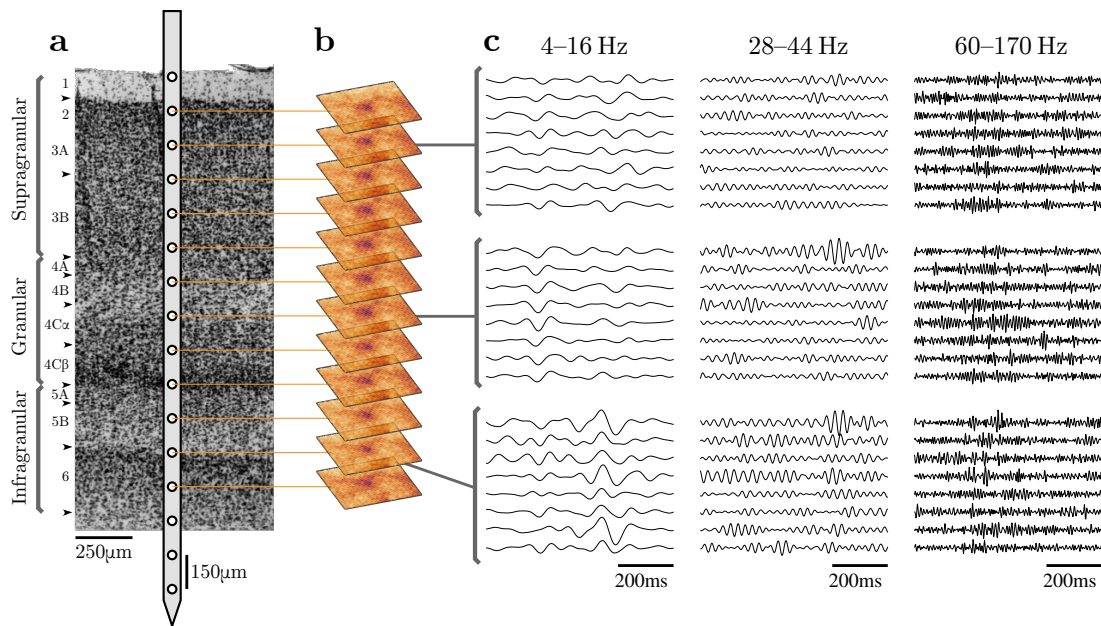 a
b
c
4–16 Hz
28–44 Hz
60–170 Hz
Supragranular
1
2
3A
3B
Granular
4A
4B
4Cα
4Cβ
Infragranular
5A
5B
6
250μm
150μm
200ms
200ms
200ms